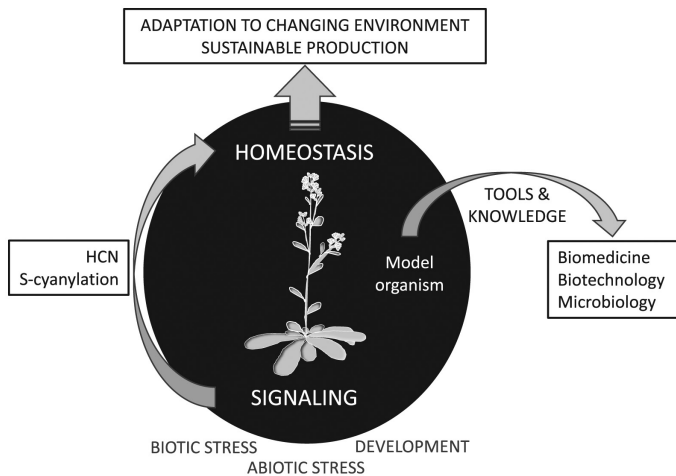 ADAPTATION TO CHANGING ENVIRONMENT
SUSTAINABLE PRODUCTION
HOMEOSTASIS
TOOLS &
KNOWLEDGE
HCN
S-cyanylation
Model
organism
Biomedicine
Biotechnology
Microbiology
SIGNALING
BIOTIC STRESS
DEVELOPMENT
ABIOTIC STRESS